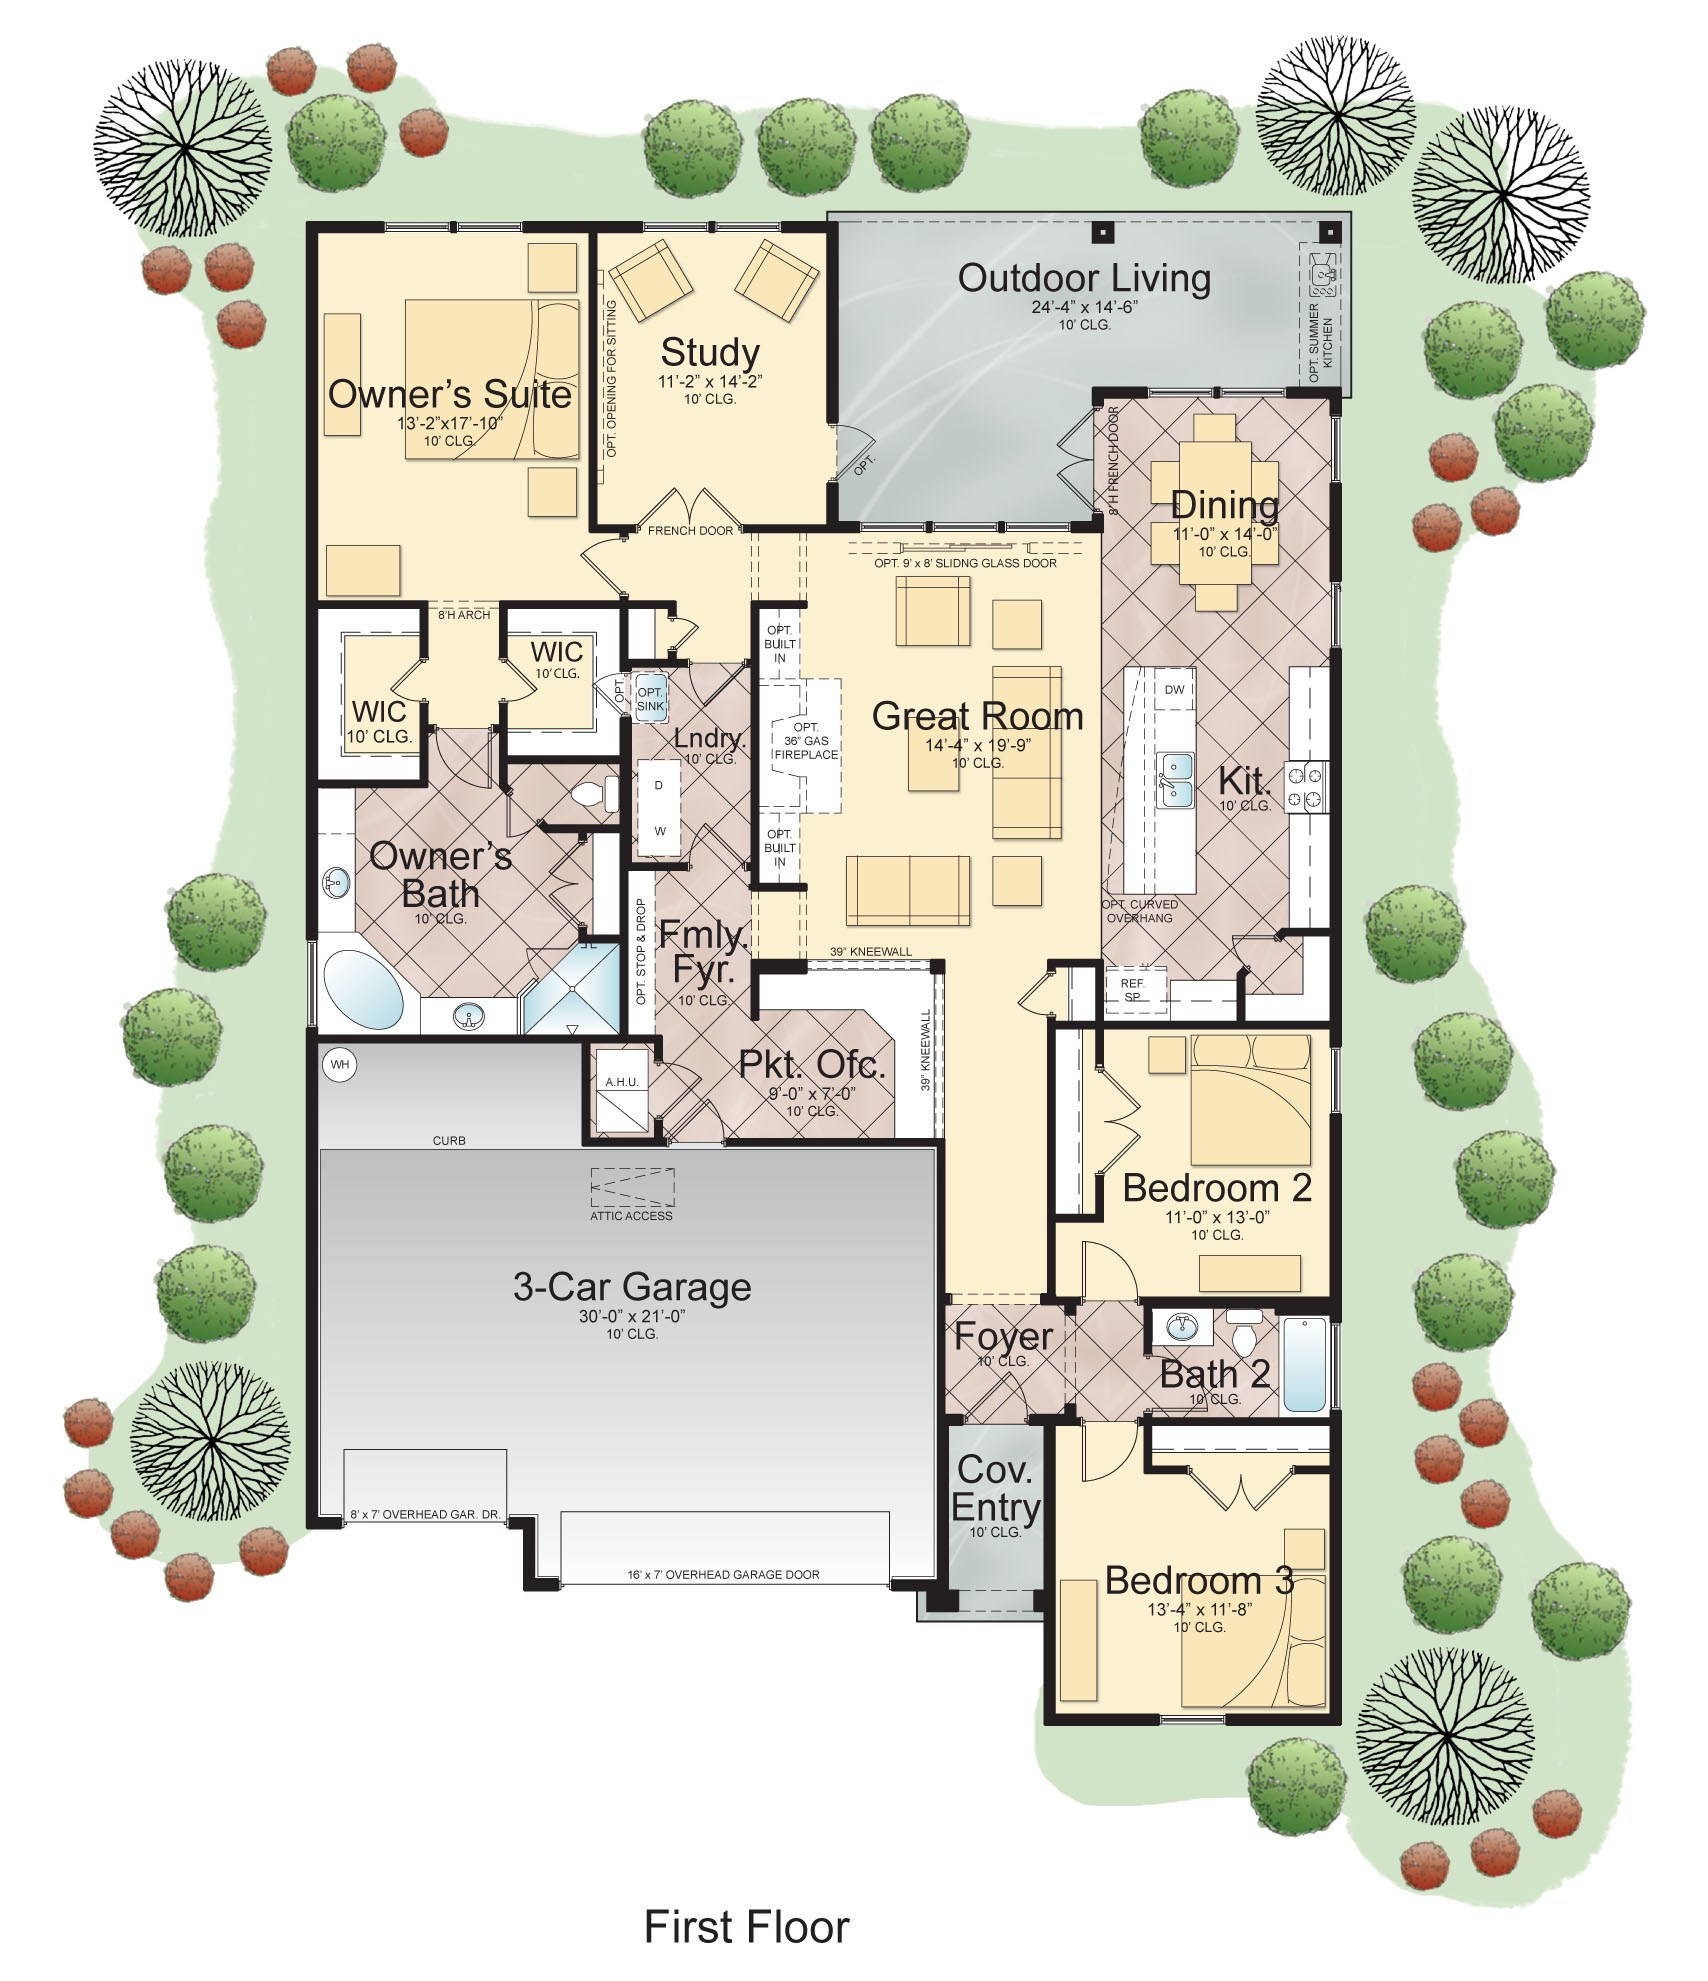 Outdoor Living
24'-4" x 14'-6"
10' CLG.
OPT. SUMMER
KITCHEN
Study
11'-2" x 14'-2"
10' CLG.
OPT. OPENING FOR SITTING
Owner's Suite
13'-2"x17'-10"
10' CLG.
OPT.
8'H FRENCH DOOR
Dining
11'-0" x 14'-0"
10' CLG.
FRENCH DOOR
OPT. 9' x 8' SLIDNG GLASS DOOR
8'H ARCH
WIC
10' CLG.
WIC
10' CLG.
OPT.
OPT.
SINK
Lndry.
10' CLG.
D
W
OPT.
BUILT
IN
OPT.
36" GAS
FIREPLACE
OPT.
BUILT
IN
Great Room
14'-4" x 19'-9"
10' CLG.
DW
Kit.
10' CLG.
OPT. CURVED
OVERHANG
REF.
SP.
Owner's
Bath
10' CLG.
OPT. STOP & DROP
Fmly.
Fyr.
10' CLG.
39" KNEEWALL
39" KNEEWALL
Pkt. Ofc.
9'-0" x 7'-0"
10' CLG.
A.H.U.
WH
CURB
ATTIC ACCESS
3-Car Garage
30'-0" x 21'-0"
10' CLG.
8' x 7' OVERHEAD GAR. DR.
16' x 7' OVERHEAD GARAGE DOOR
Bedroom 2
11'-0" x 13'-0"
10' CLG.
Foyer
10' CLG.
Bath 2
10' CLG.
Cov.
Entry
10' CLG.
Bedroom 3
13'-4" x 11'-8"
10' CLG.
First Floor